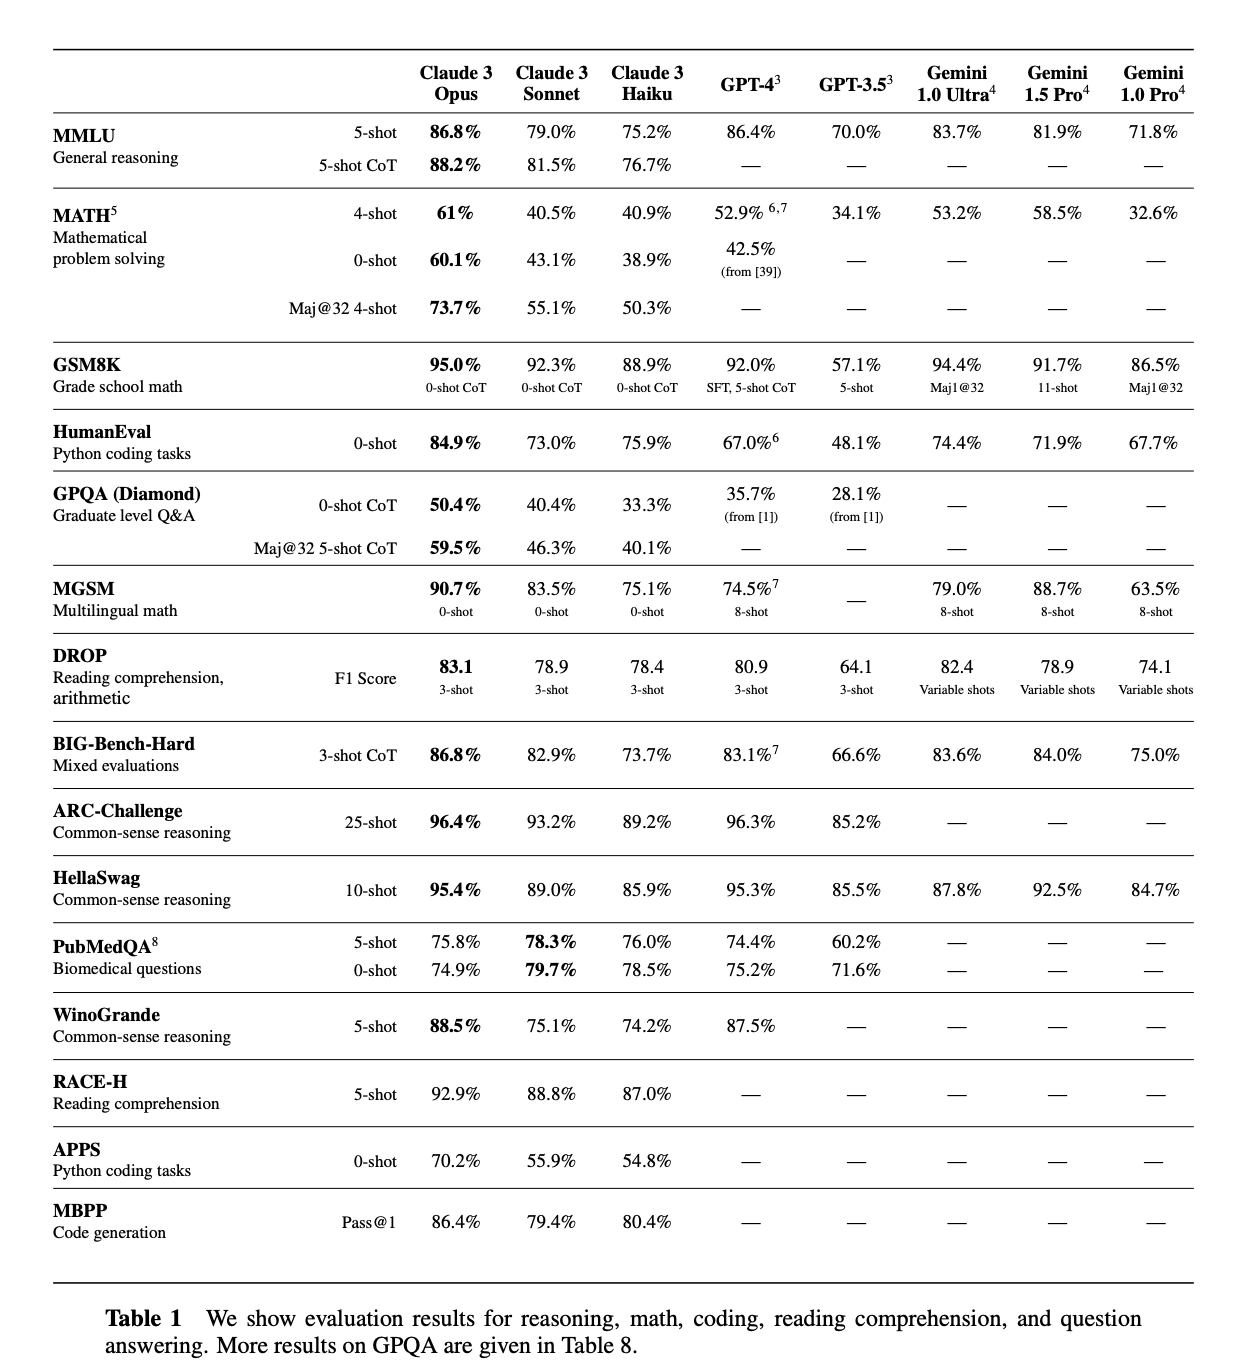 Claude 3 Opus Claude 3 Sonnet Claude 3 Haiku GPT-4³ GPT-3.5³ Gemini 1.0 Ultra⁴ Gemini 1.5 Pro⁴ Gemini 1.0 Pro⁴
MMLU 5-shot 86.8% 79.0% 75.2% 86.4% 70.0% 83.7% 81.9% 71.8%
General reasoning
5-shot CoT 88.2% 81.5% 76.7% — — — — —
MATH⁵ 4-shot 61% 40.5% 40.9% 52.9% ⁶,⁷ 34.1% 53.2% 58.5% 32.6%
Mathematical
problem solving 0-shot 60.1% 43.1% 38.9% 42.5% — — — —
(from [39])
Maj@32 4-shot 73.7% 55.1% 50.3% — — — — —
GSM8K 95.0% 92.3% 88.9% 92.0% 57.1% 94.4% 91.7% 86.5%
Grade school math 0-shot CoT 0-shot CoT 0-shot CoT SFT, 5-shot CoT 5-shot Maj1@32 11-shot Maj1@32
HumanEval 0-shot 84.9% 73.0% 75.9% 67.0%⁶ 48.1% 74.4% 71.9% 67.7%
Python coding tasks
GPQA (Diamond) 0-shot CoT 50.4% 40.4% 33.3% 35.7% 28.1% — — —
Graduate level Q&A (from [1]) (from [1])
Maj@32 5-shot CoT 59.5% 46.3% 40.1% — — — — —
MGSM 90.7% 83.5% 75.1% 74.5%⁷ — 79.0% 88.7% 63.5%
Multilingual math 0-shot 0-shot 0-shot 8-shot 8-shot 8-shot 8-shot
DROP
Reading comprehension, F1 Score 83.1 78.9 78.4 80.9 64.1 82.4 78.9 74.1
arithmetic 3-shot 3-shot 3-shot 3-shot 3-shot Variable shots Variable shots Variable shots
BIG-Bench-Hard 3-shot CoT 86.8% 82.9% 73.7% 83.1%⁷ 66.6% 83.6% 84.0% 75.0%
Mixed evaluations
ARC-Challenge 25-shot 96.4% 93.2% 89.2% 96.3% 85.2% — — —
Common-sense reasoning
HellaSwag 10-shot 95.4% 89.0% 85.9% 95.3% 85.5% 87.8% 92.5% 84.7%
Common-sense reasoning
PubMedQA⁸ 5-shot 75.8% 78.3% 76.0% 74.4% 60.2% — — —
Biomedical questions 0-shot 74.9% 79.7% 78.5% 75.2% 71.6% — — —
WinoGrande 5-shot 88.5% 75.1% 74.2% 87.5% — — — —
Common-sense reasoning
RACE-H 5-shot 92.9% 88.8% 87.0% — — — — —
Reading comprehension
APPS 0-shot 70.2% 55.9% 54.8% — — — — —
Python coding tasks
MBPP Pass@1 86.4% 79.4% 80.4% — — — — —
Code generation
Table 1 We show evaluation results for reasoning, math, coding, reading comprehension, and question
answering. More results on GPQA are given in Table 8.